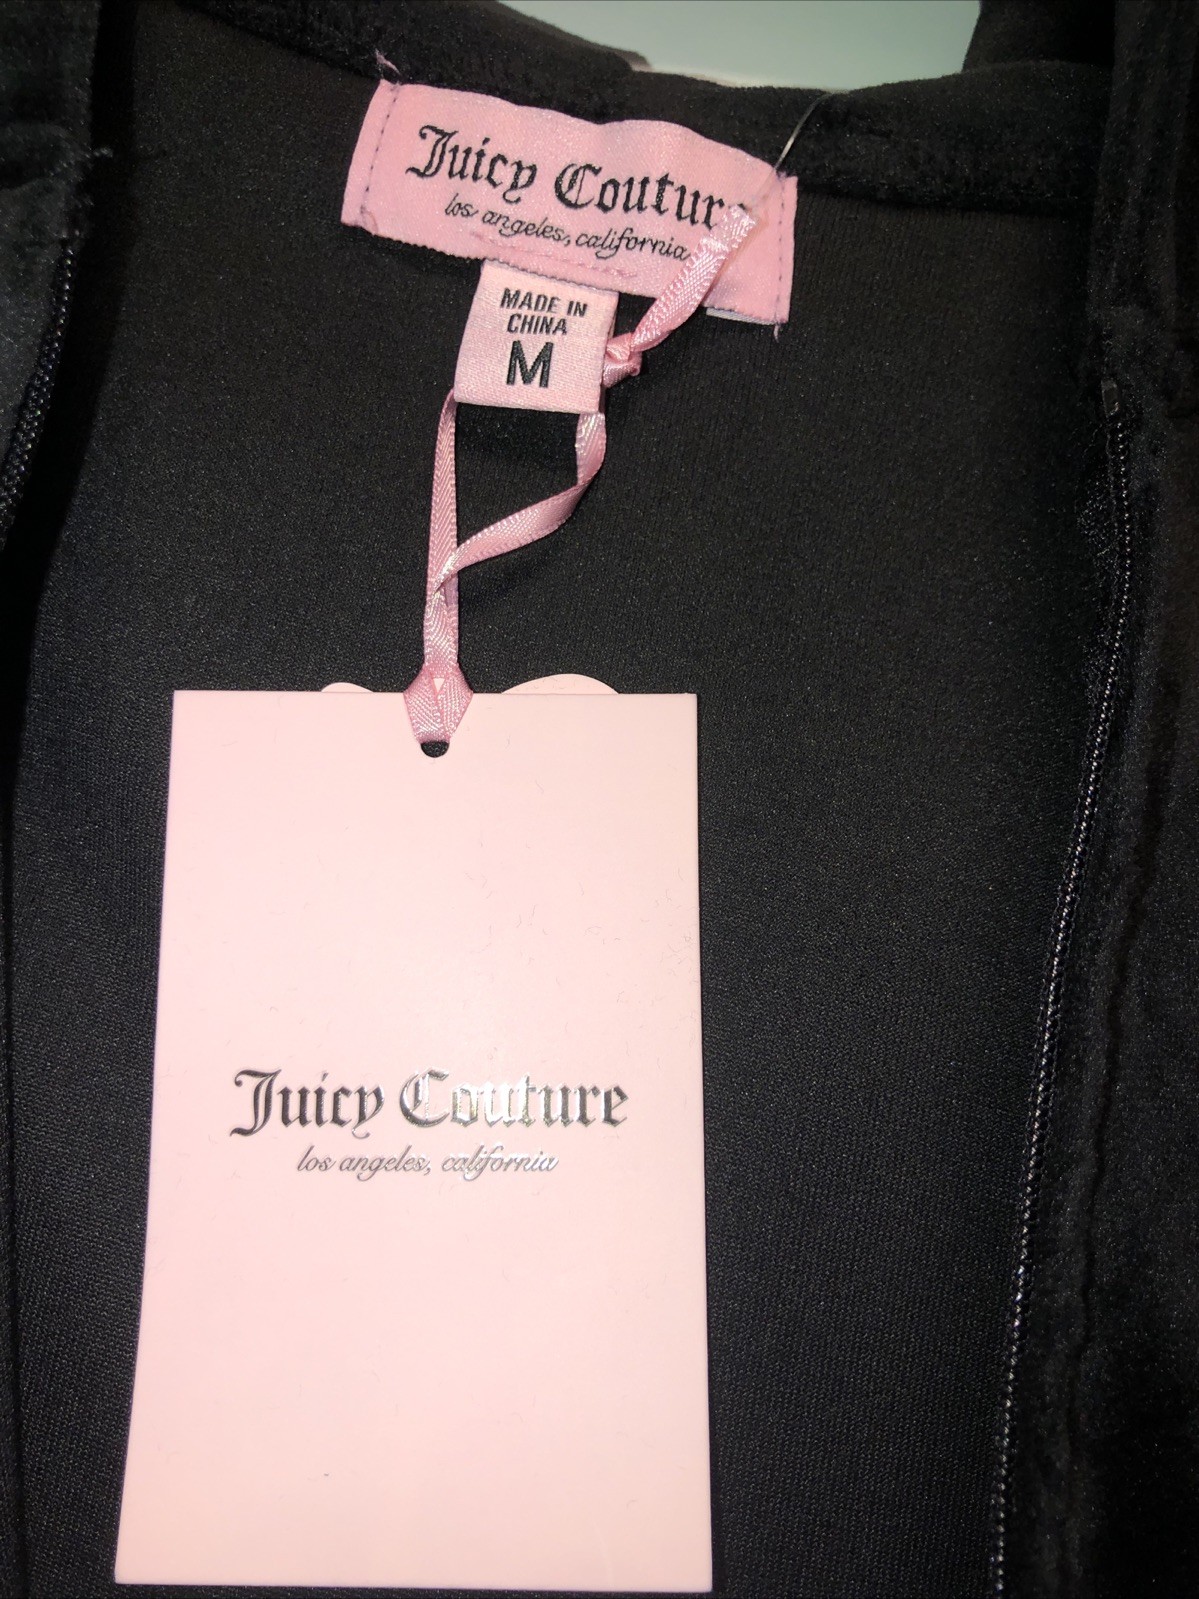 Juicy Couture
los angeles, california
MADE IN
CHINA
M
Juicy Couture
los angeles, california